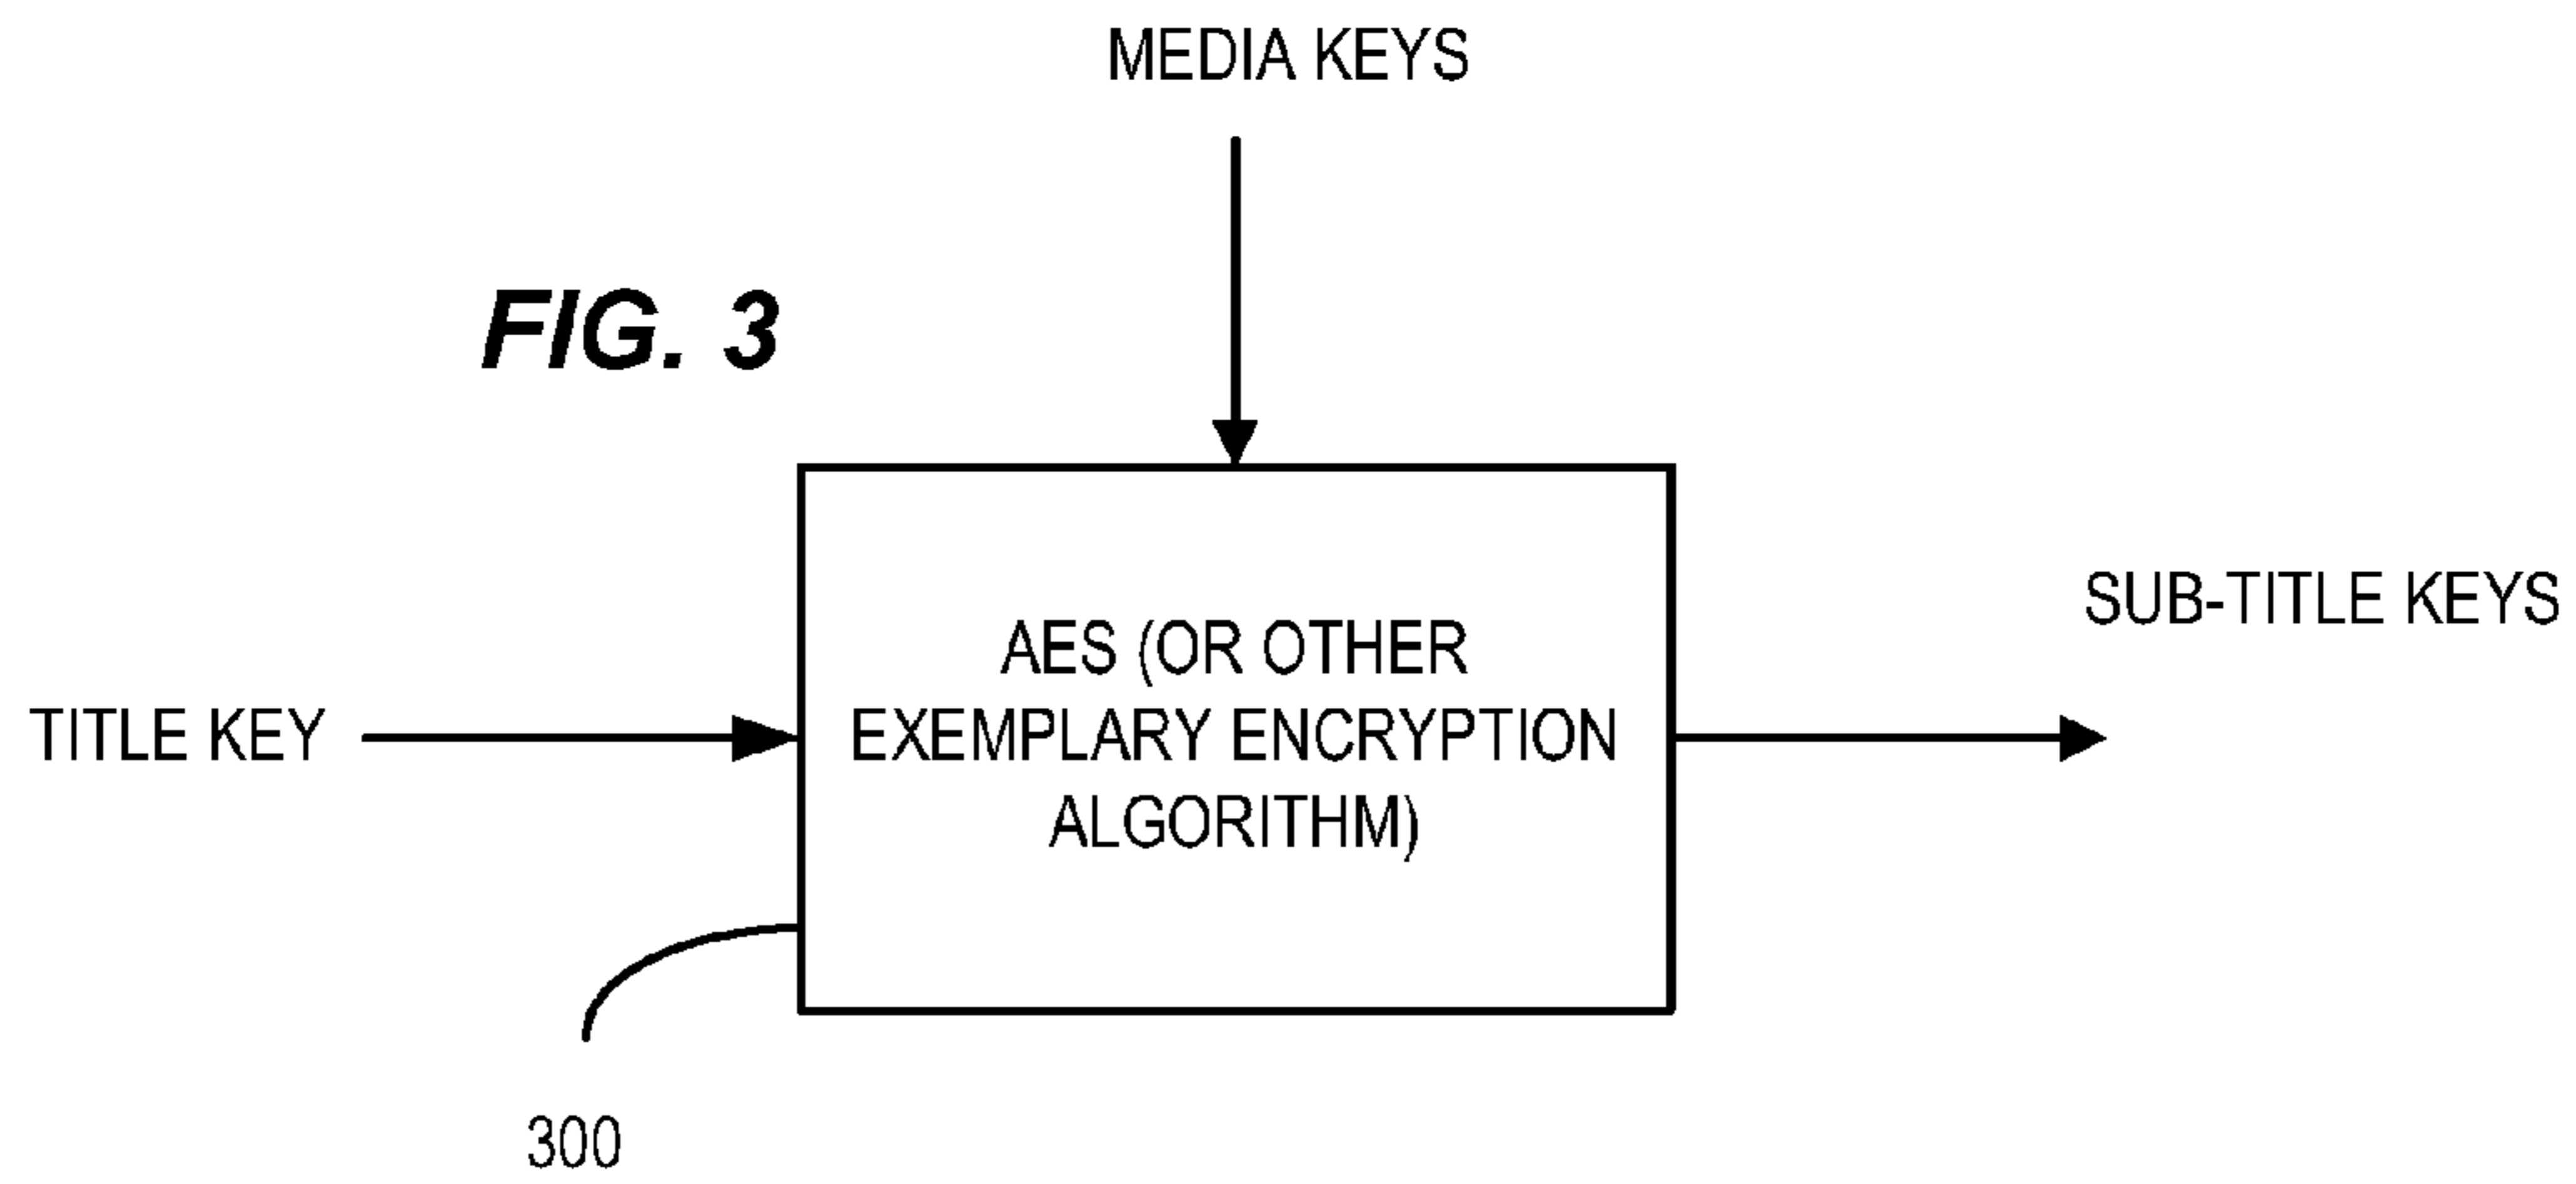 MEDIA KEYS
FIG. 3
SUB-TITLE KEYS
AES (OR OTHER
EXEMPLARY ENCRYPTION
ALGORITHM)
TITLE KEY
300